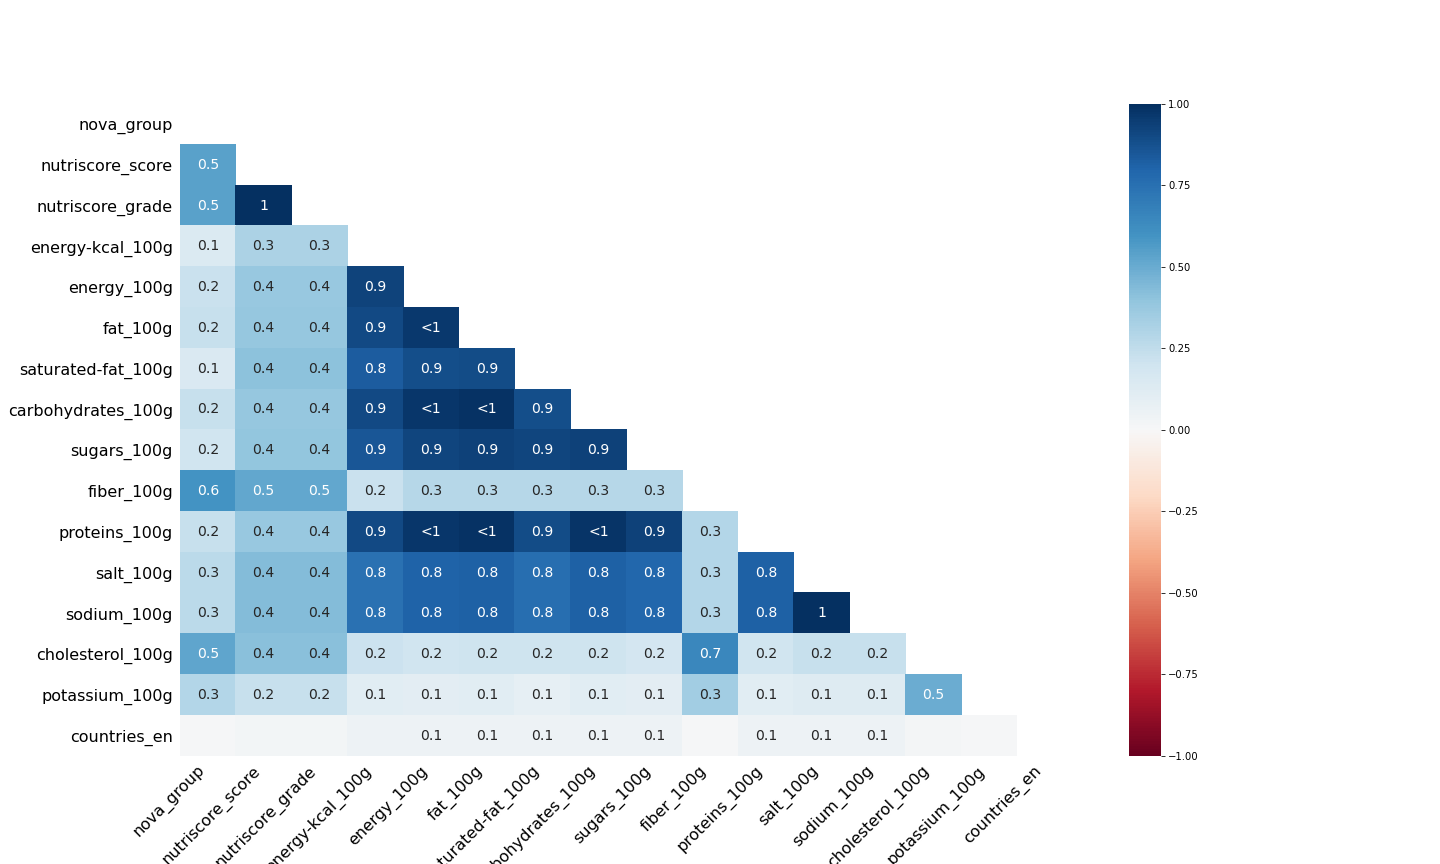 1.00
nova_group
0.75
nutriscore_score 0.5
nutriscore_grade 0.5 1
energy-kcal_100g 0.1 0.3 0.3
0.50
energy_100g 0.2 0.4 0.4 0.9
fat_100g 0.2 0.4 0.4 0.9 <1
0.25
saturated-fat_100g 0.1 0.4 0.4 0.8 0.9 0.9
carbohydrates_100g 0.2 0.4 0.4 0.9 <1 <1 0.9
0.00
sugars_100g 0.2 0.4 0.4 0.9 0.9 0.9 0.9 0.9
fiber_100g 0.6 0.5 0.5 0.2 0.3 0.3 0.3 0.3 0.3
−0.25
proteins_100g 0.2 0.4 0.4 0.9 <1 <1 0.9 <1 0.9 0.3
salt_100g 0.3 0.4 0.4 0.8 0.8 0.8 0.8 0.8 0.8 0.3 0.8
−0.50
sodium_100g 0.3 0.4 0.4 0.8 0.8 0.8 0.8 0.8 0.8 0.3 0.8 1
cholesterol_100g 0.5 0.4 0.4 0.2 0.2 0.2 0.2 0.2 0.2 0.7 0.2 0.2 0.2
−0.75
potassium_100g 0.3 0.2 0.2 0.1 0.1 0.1 0.1 0.1 0.1 0.3 0.1 0.1 0.1 0.5
countries_en 0.1 0.1 0.1 0.1 0.1 0.1 0.1 0.1
−1.00
nova_group
nutriscore_score
nutriscore_grade
energy-kcal_100g
energy_100g
fat_100g
turated-fat_100g
bohydrates_100g
sugars_100g
fiber_100g
proteins_100g
salt_100g
sodium_100g
cholesterol_100g
potassium_100g
countries_en